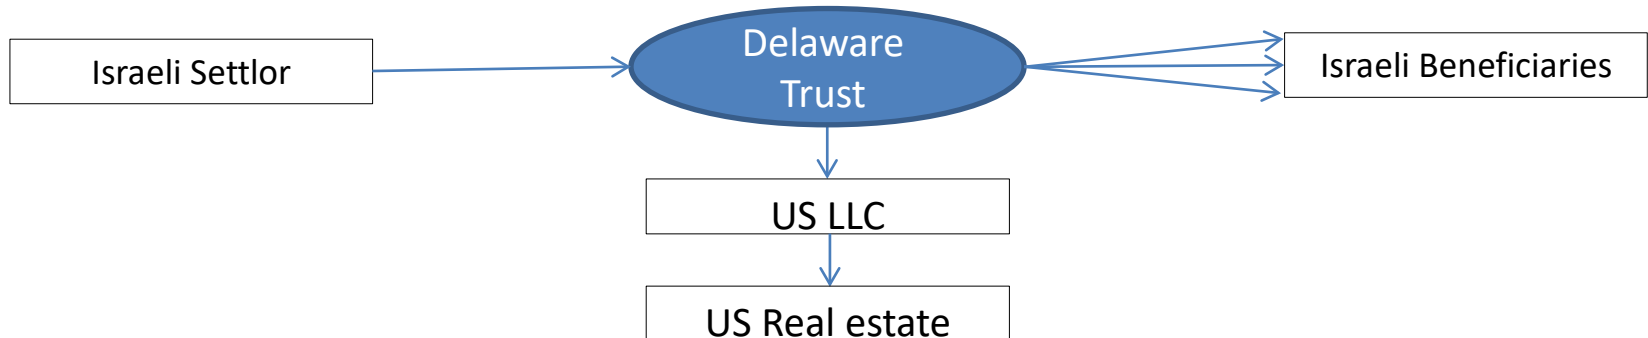 Israeli Settlor
Delaware
Trust
Israeli Beneficiaries
US LLC
US Real estate